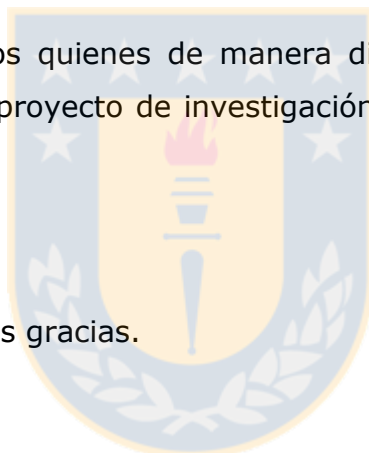 os quienes de manera di
proyecto de investigación
s gracias.